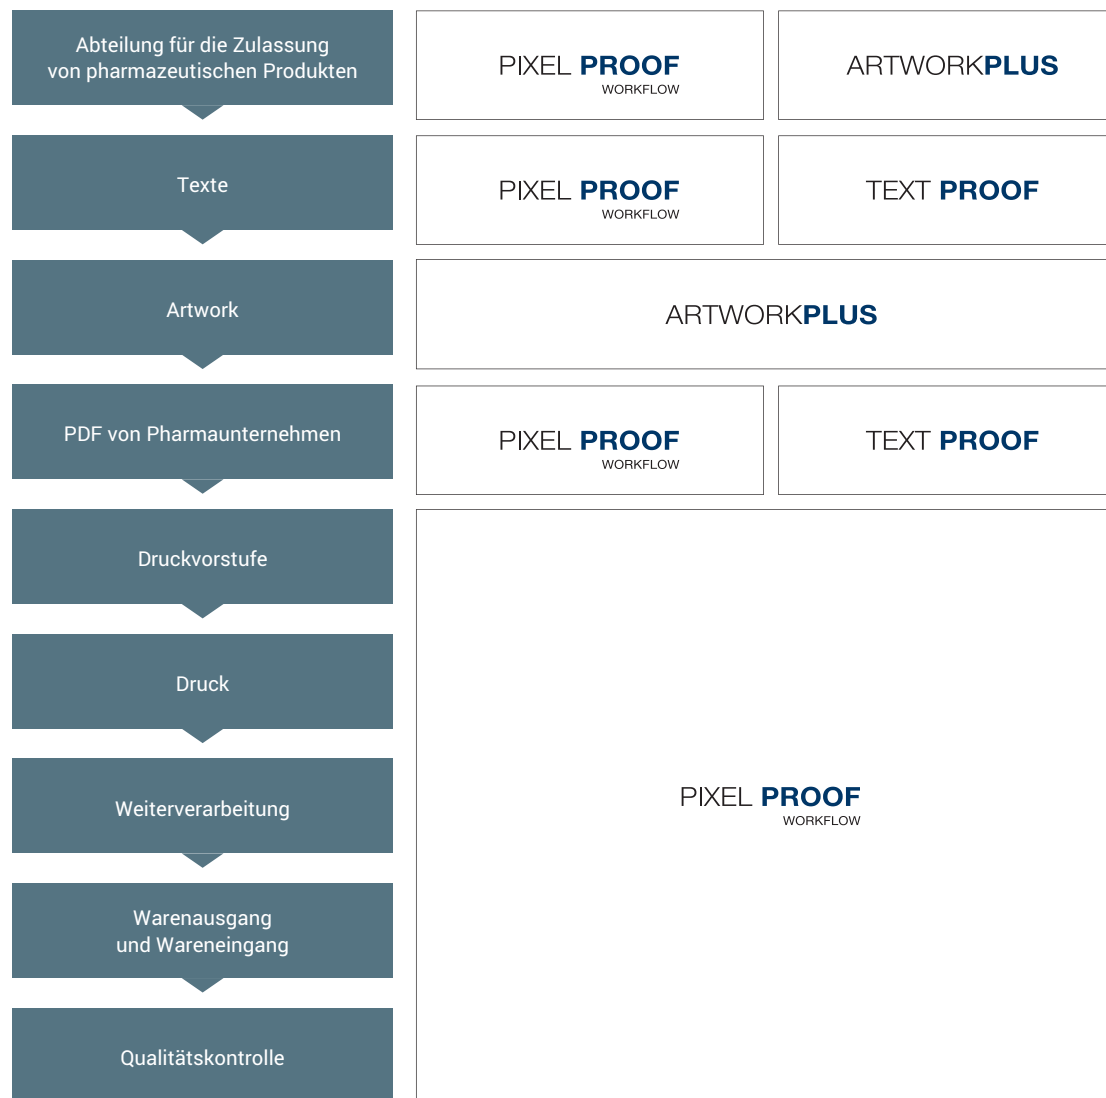 Abteilung für die Zulassung
von pharmazeutischen Produkten
PIXEL PROOF
WORKFLOW
ARTWORKPLUS
Texte
PIXEL PROOF
WORKFLOW
TEXT PROOF
Artwork
ARTWORKPLUS
PDF von Pharmaunternehmen
PIXEL PROOF
WORKFLOW
TEXT PROOF
Druckvorstufe
Druck
Weiterverarbeitung
PIXEL PROOF
WORKFLOW
Warenausgang
und Wareneingang
Qualitätskontrolle